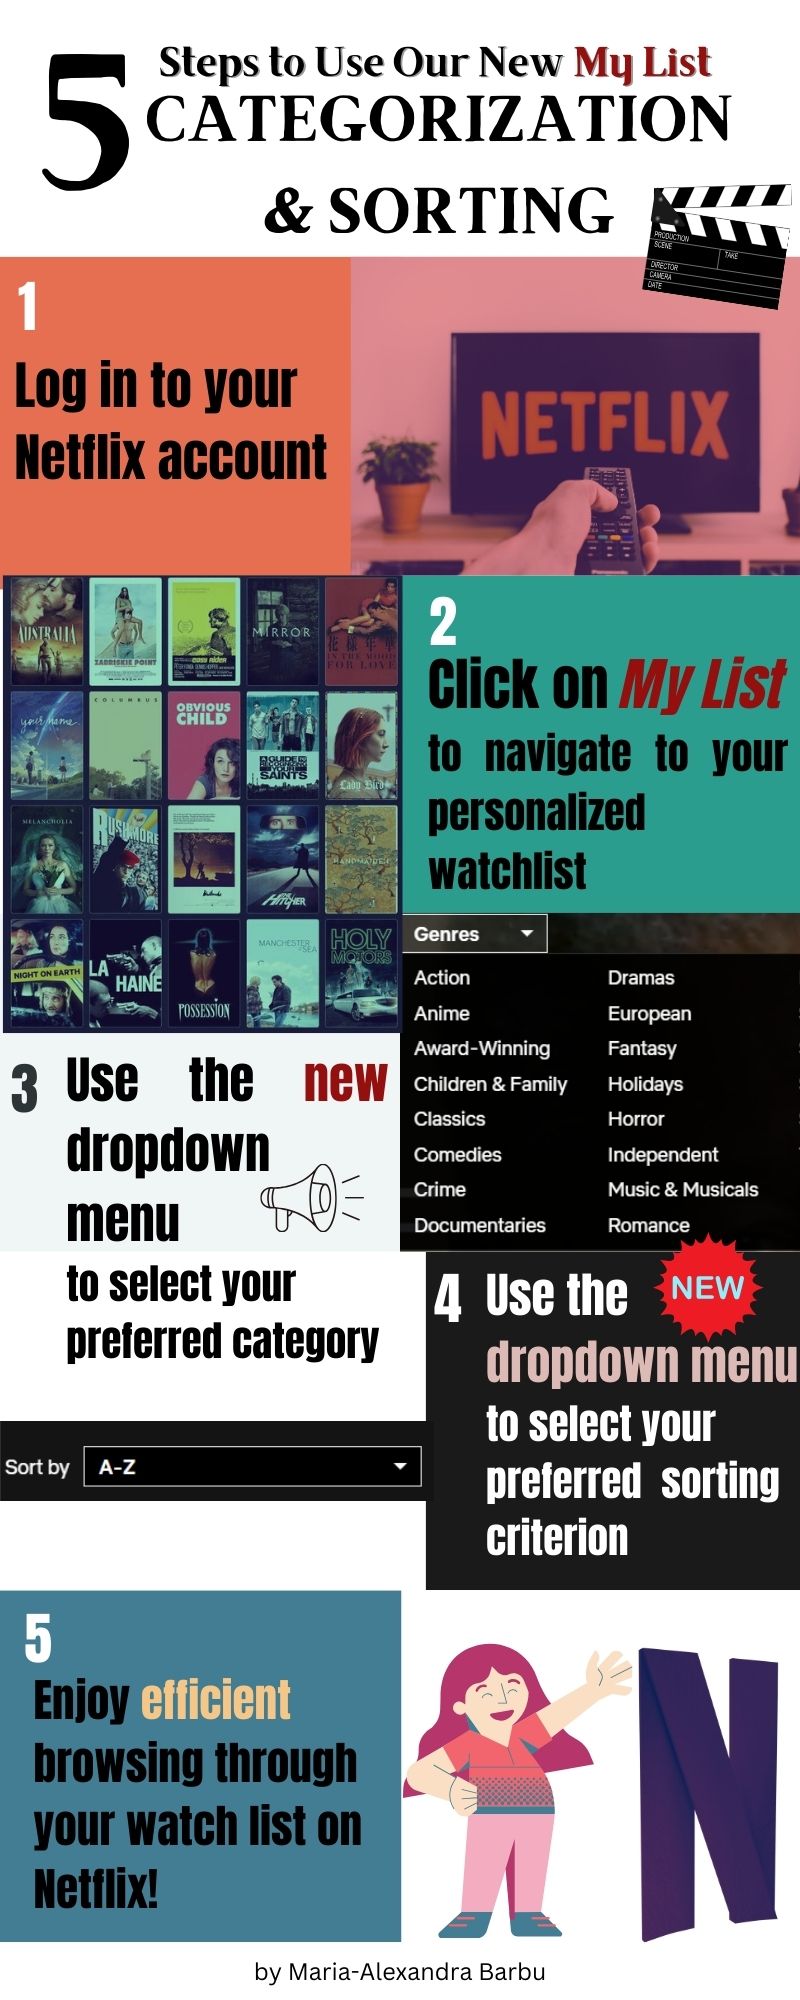 5
Steps to Use Our New My List
CATEGORIZATION
& SORTING
PRODUCTION
SCENE
TAKE
DIRECTOR
CAMERA
DATE
1
Log in to your
Netflix account
NETFLIX
Panasonic
AUSTRALIA
ZABRISKIE POINT
easy rider
MIRROR
花樣年華
IN THE MOOD
FOR LOVE
your name.
COLUMBUS
OBVIOUS
CHILD
A GUIDE TO
RECOGNIZING
YOUR
SAINTS
Lady Bird
MELANCHOLIA
RUSHMORE
Badlands
THE
HITCHER
HANDMAIDEN
NIGHT ON EARTH
LA
HAINE
POSSESSION
MANCHESTER
SEA
HOLY
MOTORS
2
Click on My List
to navigate to your
personalized
watchlist
Genres
Action Dramas
Anime European
Award-Winning Fantasy
Children & Family Holidays
Classics Horror
Comedies Independent
Crime Music & Musicals
Documentaries Romance
3 Use the new
dropdown
menu
to select your
preferred category
4 Use the
NEW
dropdown menu
to select your
preferred sorting
criterion
Sort by A-Z
5
Enjoy efficient
browsing through
your watch list on
Netflix!
N
by Maria-Alexandra Barbu